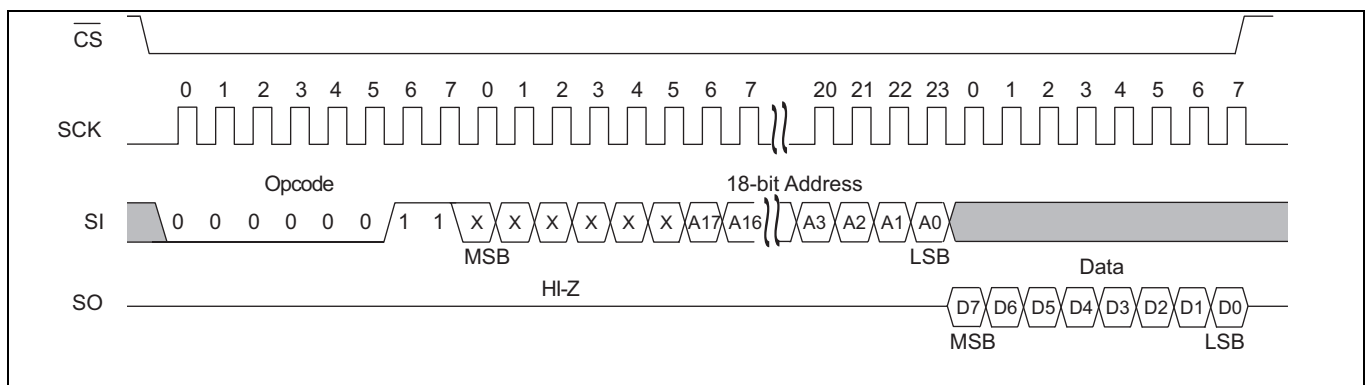 CS
0 1 2 3 4 5 6 7 0 1 2 3 4 5 6 7 20 21 22 23 0 1 2 3 4 5 6 7
SCK
Opcode 18-bit Address
SI 0 0 0 0 0 0 1 1 X X X X X X A17 A16 A3 A2 A1 A0
MSB LSB
Data
HI-Z
SO D7 D6 D5 D4 D3 D2 D1 D0
MSB LSB